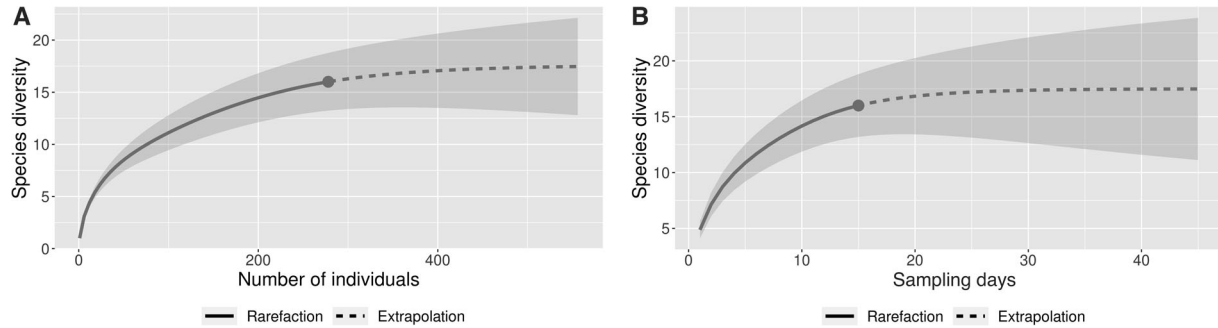 A
Species diversity
20
15
10
5
0
0
200
400
Number of individuals
Rarefaction
Extrapolation
B
Species diversity
20
15
10
5
0
10
20
30
40
Sampling days
Rarefaction
Extrapolation